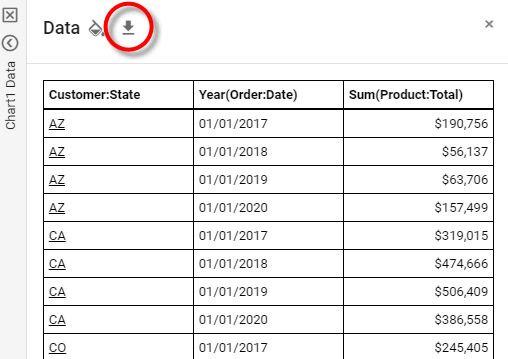 Chart1 Data
Data
Customer:State Year(Order:Date) Sum(Product:Total)
AZ 01/01/2017 $190,756
AZ 01/01/2018 $56,137
AZ 01/01/2019 $63,706
AZ 01/01/2020 $157,499
CA 01/01/2017 $319,015
CA 01/01/2018 $474,666
CA 01/01/2019 $506,409
CA 01/01/2020 $386,558
CO 01/01/2017 $245,405